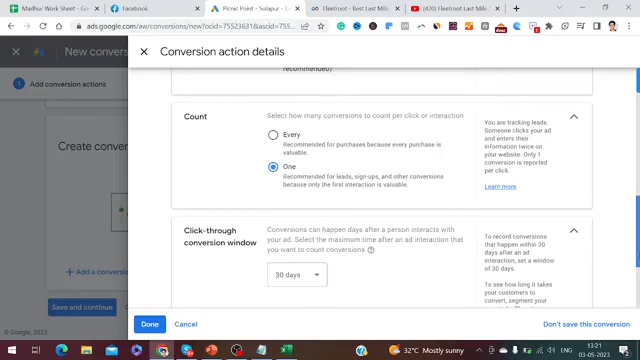 Madhur Work Sheet - G
Facebook
Picnic Point - Solapur - G
Fleetroot - Best Last Mile
(420) Fleetroot Last Mile
ads.google.com/aw/conversions/new?ocid=75523631&ascid=755
New conver
Conversion action details
1 Add conversion actions
recommended)
Count
Select how many conversions to count per click or interaction
Every
Recommended for purchases because every purchase is
valuable.
One
Recommended for leads, sign-ups, and other conversions
because only the first interaction is valuable.
You are tracking leads.
Someone clicks your ad
and enters their
information twice on
your website. Only 1
conversion is reported
per click
Learn more
Create conver
+ Add a conversi
Save and continue
© Google, 2023.
Click-through
conversion window
Conversions can happen days after a person interacts with
your ad. Select the maximum time after an ad interaction that
you want to count conversions
30 days
To record conversions
that happen within 30
days after an ad
interaction, set a window
of 30 days.
To see how long it takes
your customers to
convert, segment your
Done
Cancel
Don't save this conversion
32°C Mostly sunny
ENG
13:21
03-05-2023